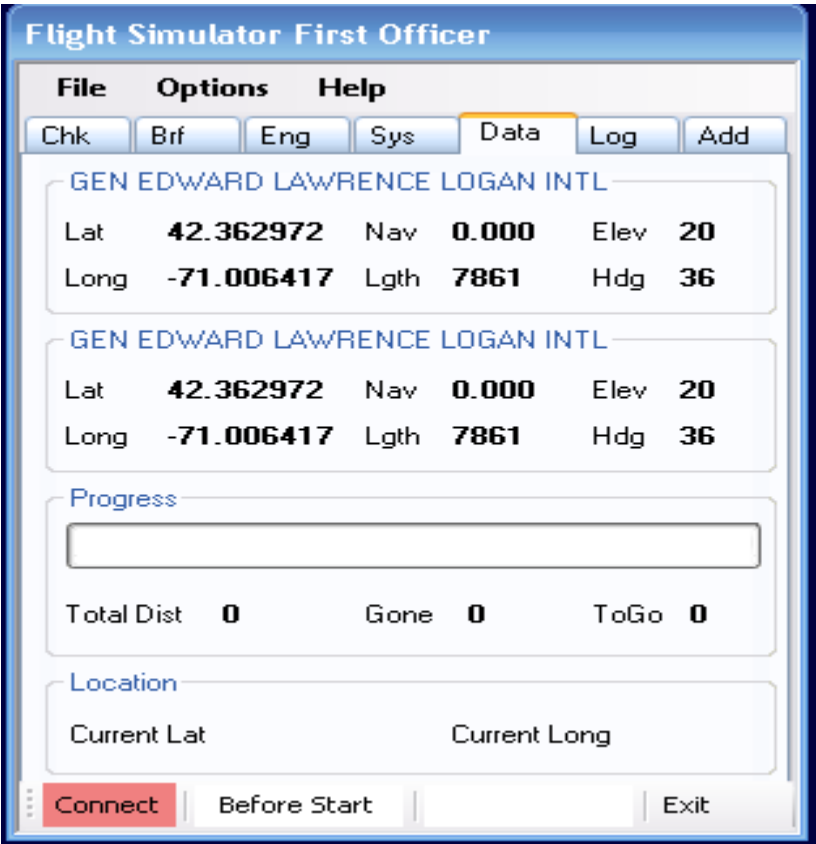 Flight Simulator First Officer
File Options Help
Chk Brf Eng Sys Data Log Add
GEN EDWARD LAWRENCE LOGAN INTL
Lat 42.362972 Nav 0.000 Elev 20
Long -71.006417 Lgth 7861 Hdg 36
GEN EDWARD LAWRENCE LOGAN INTL
Lat 42.362972 Nav 0.000 Elev 20
Long -71.006417 Lgth 7861 Hdg 36
Progress
Total Dist 0 Gone 0 ToGo 0
Location
Current Lat Current Long
Connect Before Start Exit